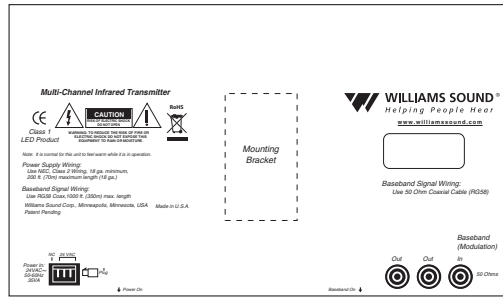 Multi-Channel Infrared Transmitter
CE
Class 1
LED Product
CAUTION
RISK OF ELECTRIC SHOCK
DO NOT OPEN
WARNING: TO REDUCE THE RISK OF FIRE OR
ELECTRIC SHOCK DO NOT EXPOSE THIS
EQUIPMENT TO RAIN OR MOISTURE.
RoHS
Note: It is normal for this unit to feel warm while it is in operation.
Power Supply Wiring:
Use NEC, Class 2 Wiring, 18 ga. minimum,
200 ft. (70m) maximum length (18 ga.)
Baseband Signal Wiring:
Use RG58 Coax,1000 ft. (350m) max. length
Williams Sound Corp., Minneapolis, Minnesota, USA
Made in U.S.A.
Patent Pending
Mounting
Bracket
WILLIAMS SOUND®
Helping People Hear
www.williamssound.com
Baseband Signal Wiring:
Use 50 Ohm Coaxial Cable (RG58)
NC 24 VAC
Power In:
24VAC~
50-60Hz
35VA
Plug
Power On
Baseband On
Baseband
(Modulation)
Out
Out
In
50 Ohms